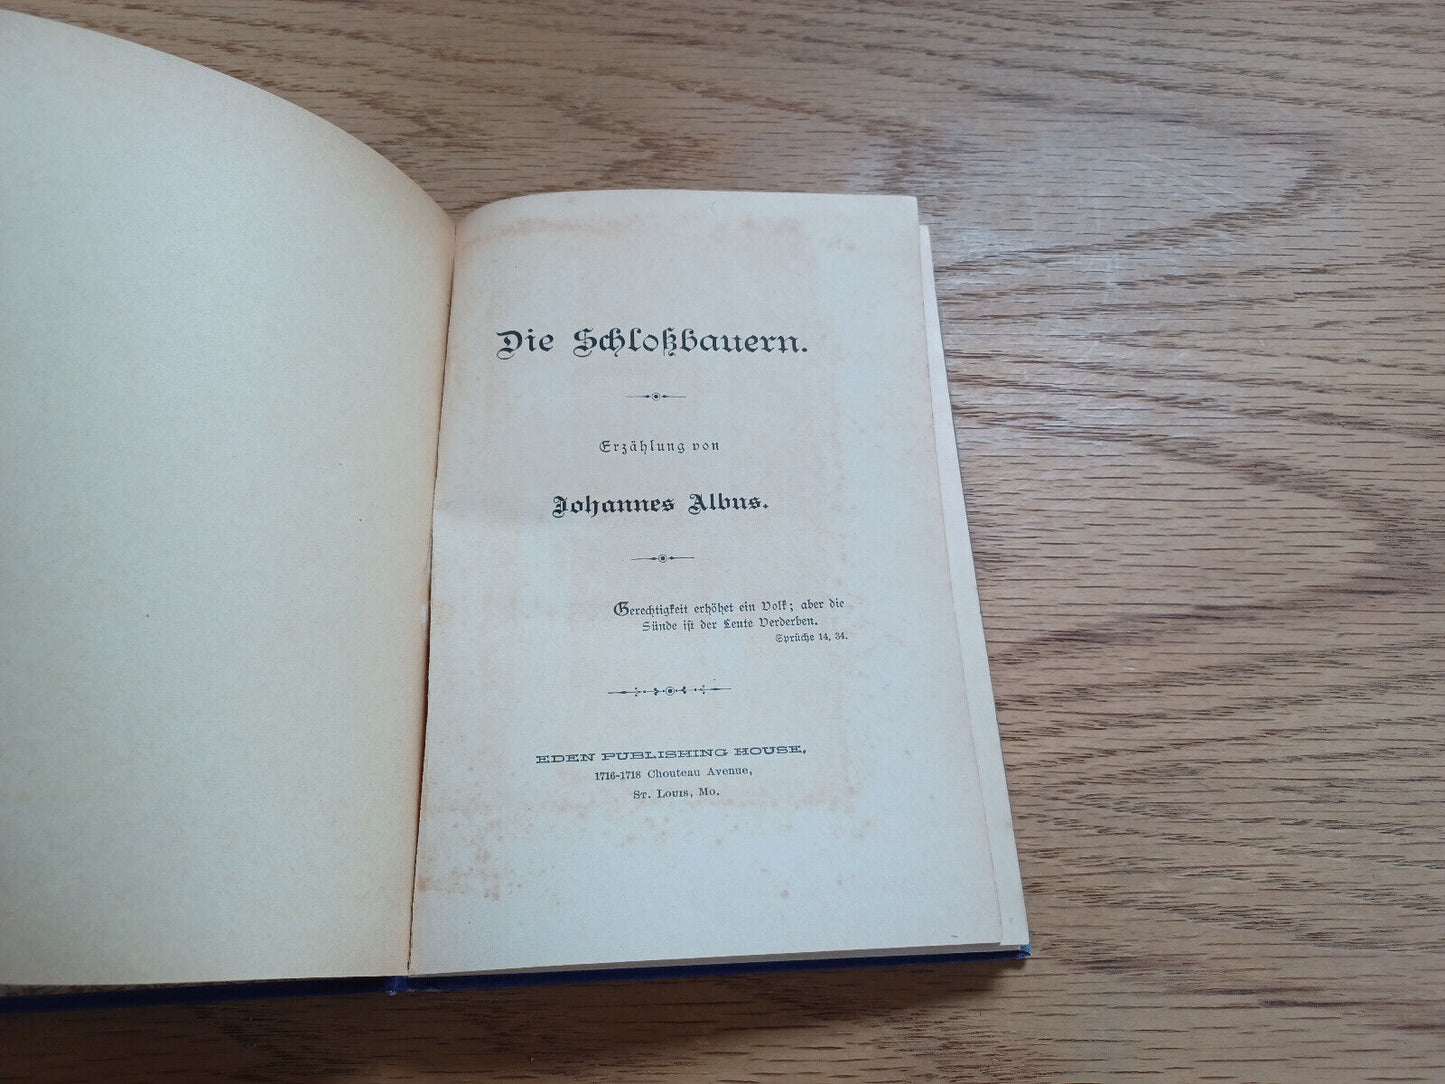 Die Schloßbauern.
Erzählung von
Johannes Albus.
Gerechtigkeit erhöhet ein Volk; aber die
Sünde ist der Leute Verderben.
Sprüche 14, 34.
EDEN PUBLISHING HOUSE,
1716-1718 Chouteau Avenue,
St. Louis, Mo.